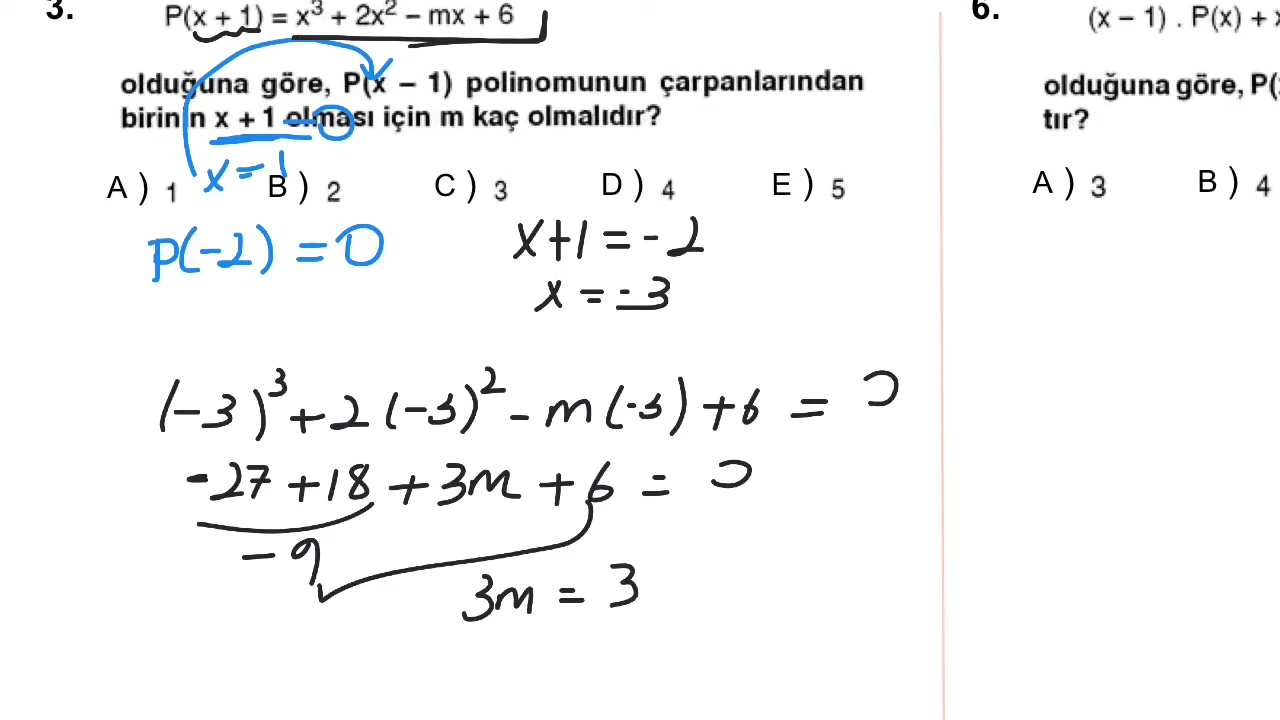 3.
P(x + 1) = x³ + 2x² – mx + 6
olduğuna göre, P(x – 1) polinomunun çarpanlarından
birinin x + 1 olması için m kaç olmalıdır?
= 0
x = -1
A ) 1 B ) 2 C ) 3 D ) 4 E ) 5
P(-2) = 0
x+1 = -2
x = -3
(-3)³ + 2(-3)² - m(-3) + 6 = 0
-27 + 18 + 3m + 6 = 0
-9
3m = 3
6.
(x – 1) . P(x) + x
olduğuna göre, P(
tır?
A ) 3 B ) 4